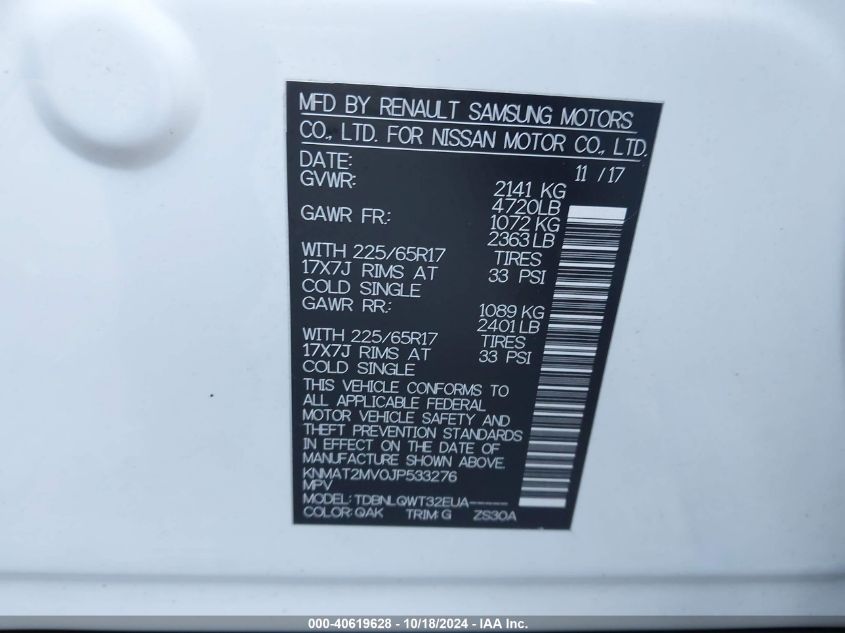 MFD BY RENAULT SAMSUNG MOTORS
CO., LTD. FOR NISSAN MOTOR CO., LTD.
DATE: 11 / 17
GVWR: 2141 KG
4720LB
GAWR FR.: 1072 KG
2363LB
WITH 225/65R17 TIRES
17X7J RIMS AT 33 PSI
COLD SINGLE
GAWR RR.: 1089 KG
2401LB
WITH 225/65R17 TIRES
17X7J RIMS AT 33 PSI
COLD SINGLE
THIS VEHICLE CONFORMS TO
ALL APPLICABLE FEDERAL
MOTOR VEHICLE SAFETY AND
THEFT PREVENTION STANDARDS
IN EFFECT ON THE DATE OF
MANUFACTURE SHOWN ABOVE.
KNMAT2MV0JP533276
MPV
MODEL: TDBNLQWT32EUA-----
COLOR:QAK TRIM:G ZS30A
000-40619628 - 10/18/2024 - IAA Inc.